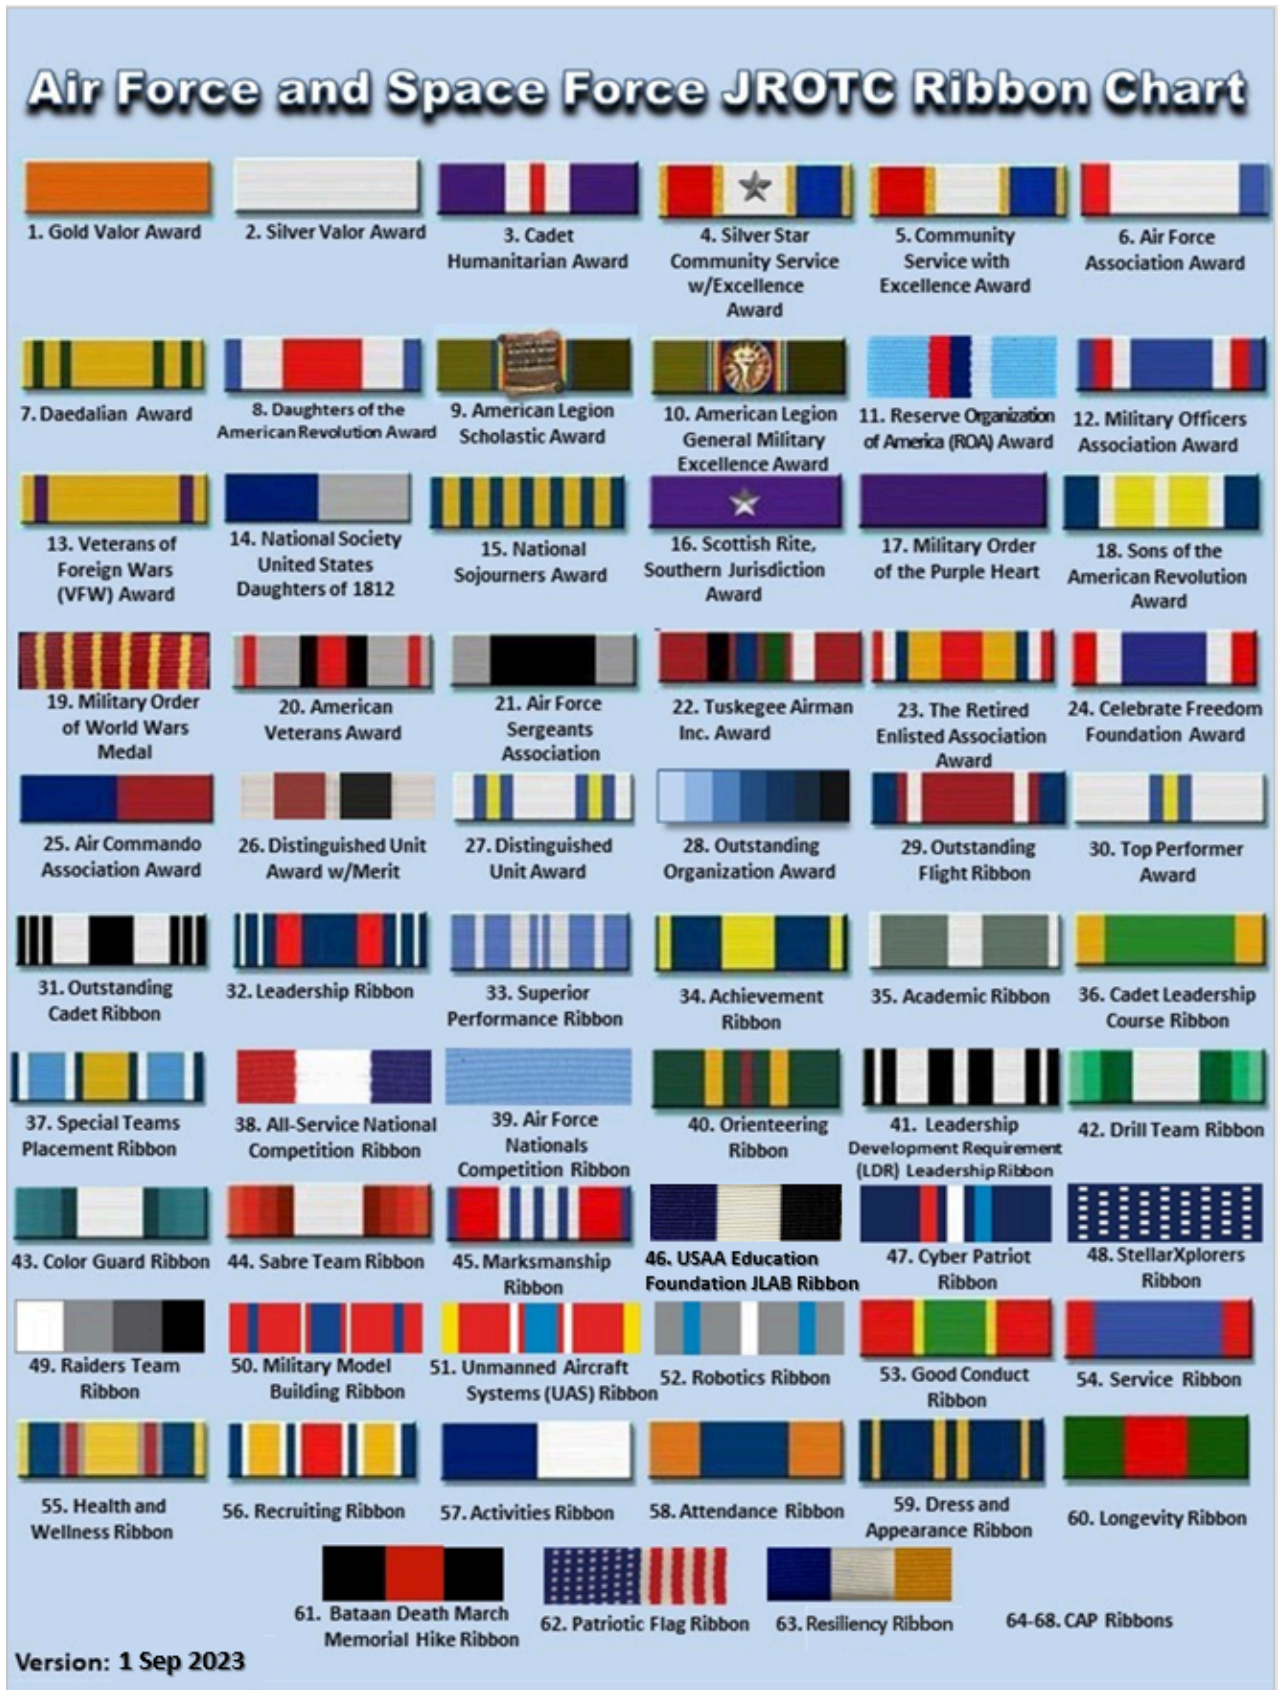 Air Force and Space Force JROTC Ribbon Chart
1. Gold Valor Award
2. Silver Valor Award
3. Cadet
Humanitarian Award
4. Silver Star
Community Service
w/Excellence
Award
5. Community
Service with
Excellence Award
6. Air Force
Association Award
7. Daedalian Award
8. Daughters of the
American Revolution Award
9. American Legion
Scholastic Award
10. American Legion
General Military
Excellence Award
11. Reserve Organization
of America (ROA) Award
12. Military Officers
Association Award
13. Veterans of
Foreign Wars
(VFW) Award
14. National Society
United States
Daughters of 1812
15. National
Sojourners Award
16. Scottish Rite,
Southern Jurisdiction
Award
17. Military Order
of the Purple Heart
18. Sons of the
American Revolution
Award
19. Military Order
of World Wars
Medal
20. American
Veterans Award
21. Air Force
Sergeants
Association
22. Tuskegee Airman
Inc. Award
23. The Retired
Enlisted Association
Award
24. Celebrate Freedom
Foundation Award
25. Air Commando
Association Award
26. Distinguished Unit
Award w/Merit
27. Distinguished
Unit Award
28. Outstanding
Organization Award
29. Outstanding
Flight Ribbon
30. Top Performer
Award
31. Outstanding
Cadet Ribbon
32. Leadership Ribbon
33. Superior
Performance Ribbon
34. Achievement
Ribbon
35. Academic Ribbon
36. Cadet Leadership
Course Ribbon
37. Special Teams
Placement Ribbon
38. All-Service National
Competition Ribbon
39. Air Force
Nationals
Competition Ribbon
40. Orienteering
Ribbon
41. Leadership
Development Requirement
(LDR) Leadership Ribbon
42. Drill Team Ribbon
43. Color Guard Ribbon
44. Sabre Team Ribbon
45. Marksmanship
Ribbon
46. USAA Education
Foundation JLAB Ribbon
47. Cyber Patriot
Ribbon
48. StellarXplorers
Ribbon
49. Raiders Team
Ribbon
50. Military Model
Building Ribbon
51. Unmanned Aircraft
Systems (UAS) Ribbon
52. Robotics Ribbon
53. Good Conduct
Ribbon
54. Service Ribbon
55. Health and
Wellness Ribbon
56. Recruiting Ribbon
57. Activities Ribbon
58. Attendance Ribbon
59. Dress and
Appearance Ribbon
60. Longevity Ribbon
61. Bataan Death March
Memorial Hike Ribbon
62. Patriotic Flag Ribbon
63. Resiliency Ribbon
64-68. CAP Ribbons
Version: 1 Sep 2023